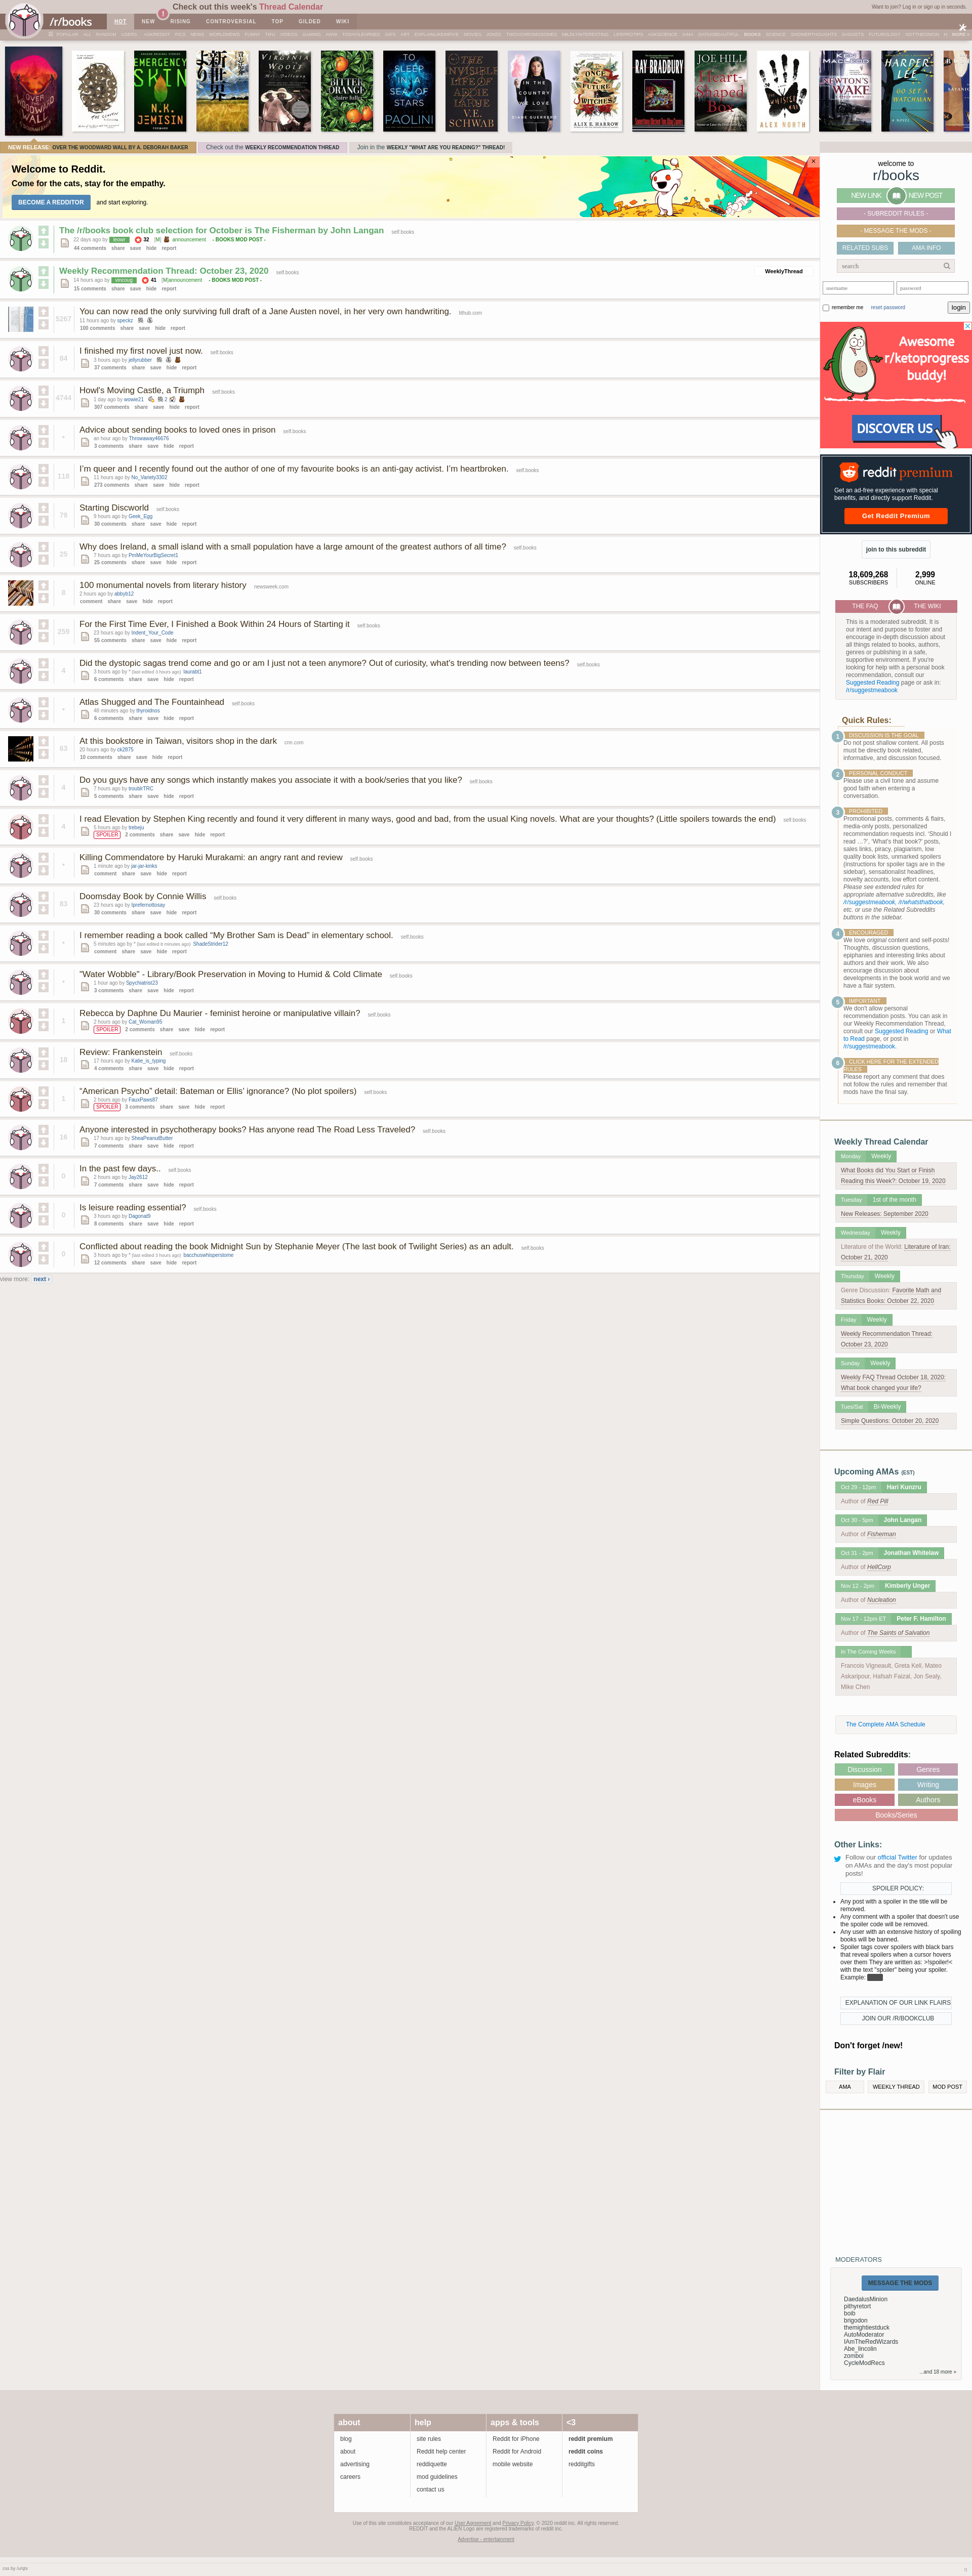 Check out this week's Thread Calendar
Want to join? Log in or sign up in seconds.
/r/books
HOT NEW RISING CONTROVERSIAL TOP GILDED WIKI
NEW RELEASE: OVER THE WOODWARD WALL BY A. DEBORAH BAKER
Check out the WEEKLY RECOMMENDATION THREAD
Join in the WEEKLY "WHAT ARE YOU READING?" THREAD!
Welcome to Reddit.
Come for the cats, stay for the empathy.
BECOME A REDDITOR and start exploring.
The /r/books book club selection for October is The Fisherman by John Langan self.books
44 comments share save hide report
Weekly Recommendation Thread: October 23, 2020 self.books
WeeklyThread
15 comments share save hide report
5267
You can now read the only surviving full draft of a Jane Austen novel, in her very own handwriting. lithub.com
11 hours ago by speckz
100 comments share save hide report
84
I finished my first novel just now. self.books
3 hours ago by jellyrubber
37 comments share save hide report
4744
Howl's Moving Castle, a Triumph self.books
1 day ago by wowie21
307 comments share save hide report
•
Advice about sending books to loved ones in prison self.books
an hour ago by Throwaway46676
3 comments share save hide report
118
I'm queer and I recently found out the author of one of my favourite books is an anti-gay activist. I'm heartbroken. self.books
11 hours ago by No_Variety3302
273 comments share save hide report
79
Starting Discworld self.books
9 hours ago by Geek_Egg
30 comments share save hide report
25
Why does Ireland, a small island with a small population have a large amount of the greatest authors of all time? self.books
7 hours ago by PmMeYourBigSecret1
25 comments share save hide report
8
100 monumental novels from literary history newsweek.com
2 hours ago by abbyb12
comment share save hide report
259
For the First Time Ever, I Finished a Book Within 24 Hours of Starting it self.books
23 hours ago by Indent_Your_Code
55 comments share save hide report
4
Did the dystopic sagas trend come and go or am I just not a teen anymore? Out of curiosity, what's trending now between teens? self.books
6 comments share save hide report
•
Atlas Shugged and The Fountainhead self.books
48 minutes ago by thyroidnos
6 comments share save hide report
62
At this bookstore in Taiwan, visitors shop in the dark cnn.com
20 hours ago by ck2875
10 comments share save hide report
4
Do you guys have any songs which instantly makes you associate it with a book/series that you like? self.books
7 hours ago by troublrTRC
5 comments share save hide report
4
I read Elevation by Stephen King recently and found it very different in many ways, good and bad, from the usual King novels. What are your thoughts? (Little spoilers towards the end) self.books
5 hours ago by trebeju
SPOILER 2 comments share save hide report
•
Killing Commendatore by Haruki Murakami: an angry rant and review self.books
1 minute ago by jar-jar-kinks
comment share save hide report
Doomsday Book by Connie Willis self.books
23 hours ago by Iprefernottosay
30 comments share save hide report
•
I remember reading a book called "My Brother Sam is Dead" in elementary school. self.books
5 minutes ago by * (last edited 0 minutes ago) ShadeStrider12
comment share save hide report
•
"Water Wobble" - Library/Book Preservation in Moving to Humid & Cold Climate self.books
1 hour ago by Spychiatrist23
3 comments share save hide report
1
Rebecca by Daphne Du Maurier - feminist heroine or manipulative villain? self.books
2 hours ago by Cat_Woman95
SPOILER 2 comments share save hide report
18
Review: Frankenstein self.books
17 hours ago by Katie_is_typing
4 comments share save hide report
1
"American Psycho" detail: Bateman or Ellis' ignorance? (No plot spoilers) self.books
2 hours ago by FauxPaws87
SPOILER 3 comments share save hide report
16
Anyone interested in psychotherapy books? Has anyone read The Road Less Traveled? self.books
17 hours ago by SheaPeanutButter
7 comments share save hide report
0
In the past few days.. self.books
2 hours ago by Jay2612
7 comments share save hide report
0
Is leisure reading essential? self.books
3 hours ago by Dagonat9
8 comments share save hide report
0
Conflicted about reading the book Midnight Sun by Stephanie Meyer (The last book of Twilight Series) as an adult. self.books
12 comments share save hide report
view more: next ›
welcome to
r/books
NEW LINK NEW POST
- SUBREDDIT RULES -
- MESSAGE THE MODS -
RELATED SUBS AMA INFO
search
username password
remember me reset password login
Awesome
r/ketoprogress
buddy!
DISCOVER US
reddit premium
Get an ad-free experience with special
benefits, and directly support Reddit.
Get Reddit Premium
join to this subreddit
18,609,268 2,999
SUBSCRIBERS ONLINE
THE FAQ THE WIKI
This is a moderated subreddit. It is
our intent and purpose to foster and
encourage in-depth discussion about
all things related to books, authors,
genres or publishing in a safe,
supportive environment. If you're
looking for help with a personal book
recommendation, consult our
Suggested Reading page or ask in:
/r/suggestmeabook
Quick Rules:
1 DISCUSSION IS THE GOAL
Do not post shallow content. All posts
must be directly book related,
informative, and discussion focused.
2 PERSONAL CONDUCT
Please use a civil tone and assume
good faith when entering a
conversation.
3 PROHIBITED
Promotional posts, comments & flairs,
media-only posts, personalized
recommendation requests incl. 'Should I
read ...?', 'What's that book?' posts,
sales links, piracy, plagiarism, low
quality book lists, unmarked spoilers
(instructions for spoiler tags are in the
sidebar), sensationalist headlines,
novelty accounts, low effort content.
Please see extended rules for
appropriate alternative subreddits, like
/r/suggestmeabook, /r/whatsthatbook,
etc. or use the Related Subreddits
buttons in the sidebar.
4 ENCOURAGED
We love original content and self-posts!
Thoughts, discussion questions,
epiphanies and interesting links about
authors and their work. We also
encourage discussion about
developments in the book world and we
have a flair system.
5 IMPORTANT
We don't allow personal
recommendation posts. You can ask in
our Weekly Recommendation Thread,
consult our Suggested Reading or What
to Read page, or post in
/r/suggestmeabook.
6 CLICK HERE FOR THE EXTENDED
RULES
Please report any comment that does
not follow the rules and remember that
mods have the final say.
Weekly Thread Calendar
Monday Weekly
What Books did You Start or Finish
Reading this Week?: October 19, 2020
Tuesday 1st of the month
New Releases: September 2020
Wednesday Weekly
Literature of the World: Literature of Iran:
October 21, 2020
Thursday Weekly
Genre Discussion: Favorite Math and
Statistics Books: October 22, 2020
Friday Weekly
Weekly Recommendation Thread:
October 23, 2020
Sunday Weekly
Weekly FAQ Thread October 18, 2020:
What book changed your life?
Tues/Sat Bi-Weekly
Simple Questions: October 20, 2020
Upcoming AMAs (EST)
Oct 29 - 12pm Hari Kunzru
Author of Red Pill
Oct 30 - 5pm John Langan
Author of Fisherman
Oct 31 - 2pm Jonathan Whitelaw
Author of HellCorp
Nov 12 - 2pm Kimberly Unger
Author of Nucleation
Nov 17 - 12pm ET Peter F. Hamilton
Author of The Saints of Salvation
In The Coming Weeks
Francois Vigneault, Greta Kell, Mateo
Askaripour, Hafsah Faizal, Jon Sealy,
Mike Chen
The Complete AMA Schedule
Related Subreddits:
Discussion Genres
Images Writing
eBooks Authors
Books/Series
Other Links:
Follow our official Twitter for updates
on AMAs and the day's most popular
posts!
SPOILER POLICY:
Any post with a spoiler in the title will be
removed.
Any comment with a spoiler that doesn't use
the spoiler code will be removed.
Any user with an extensive history of spoiling
books will be banned.
Spoiler tags cover spoilers with black bars
that reveal spoilers when a cursor hovers
over them They are written as: >!spoiler!<
with the text "spoiler" being your spoiler.
Example:
EXPLANATION OF OUR LINK FLAIRS
JOIN OUR /R/BOOKCLUB
Don't forget /new!
Filter by Flair
AMA WEEKLY THREAD MOD POST
MODERATORS
MESSAGE THE MODS
DaedalusMinion
pithyretort
boib
brigodon
themightiestduck
AutoModerator
IAmTheRedWizards
Abe_lincolin
zomboi
CycleModRecs
...and 18 more »
about help apps & tools <3
blog site rules Reddit for iPhone reddit premium
about Reddit help center Reddit for Android reddit coins
advertising reddiquette mobile website redditgifts
careers mod guidelines
contact us
Use of this site constitutes acceptance of our User Agreement and Privacy Policy. © 2020 reddit inc. All rights reserved.
REDDIT and the ALIEN Logo are registered trademarks of reddit inc.
Advertise - entertainment